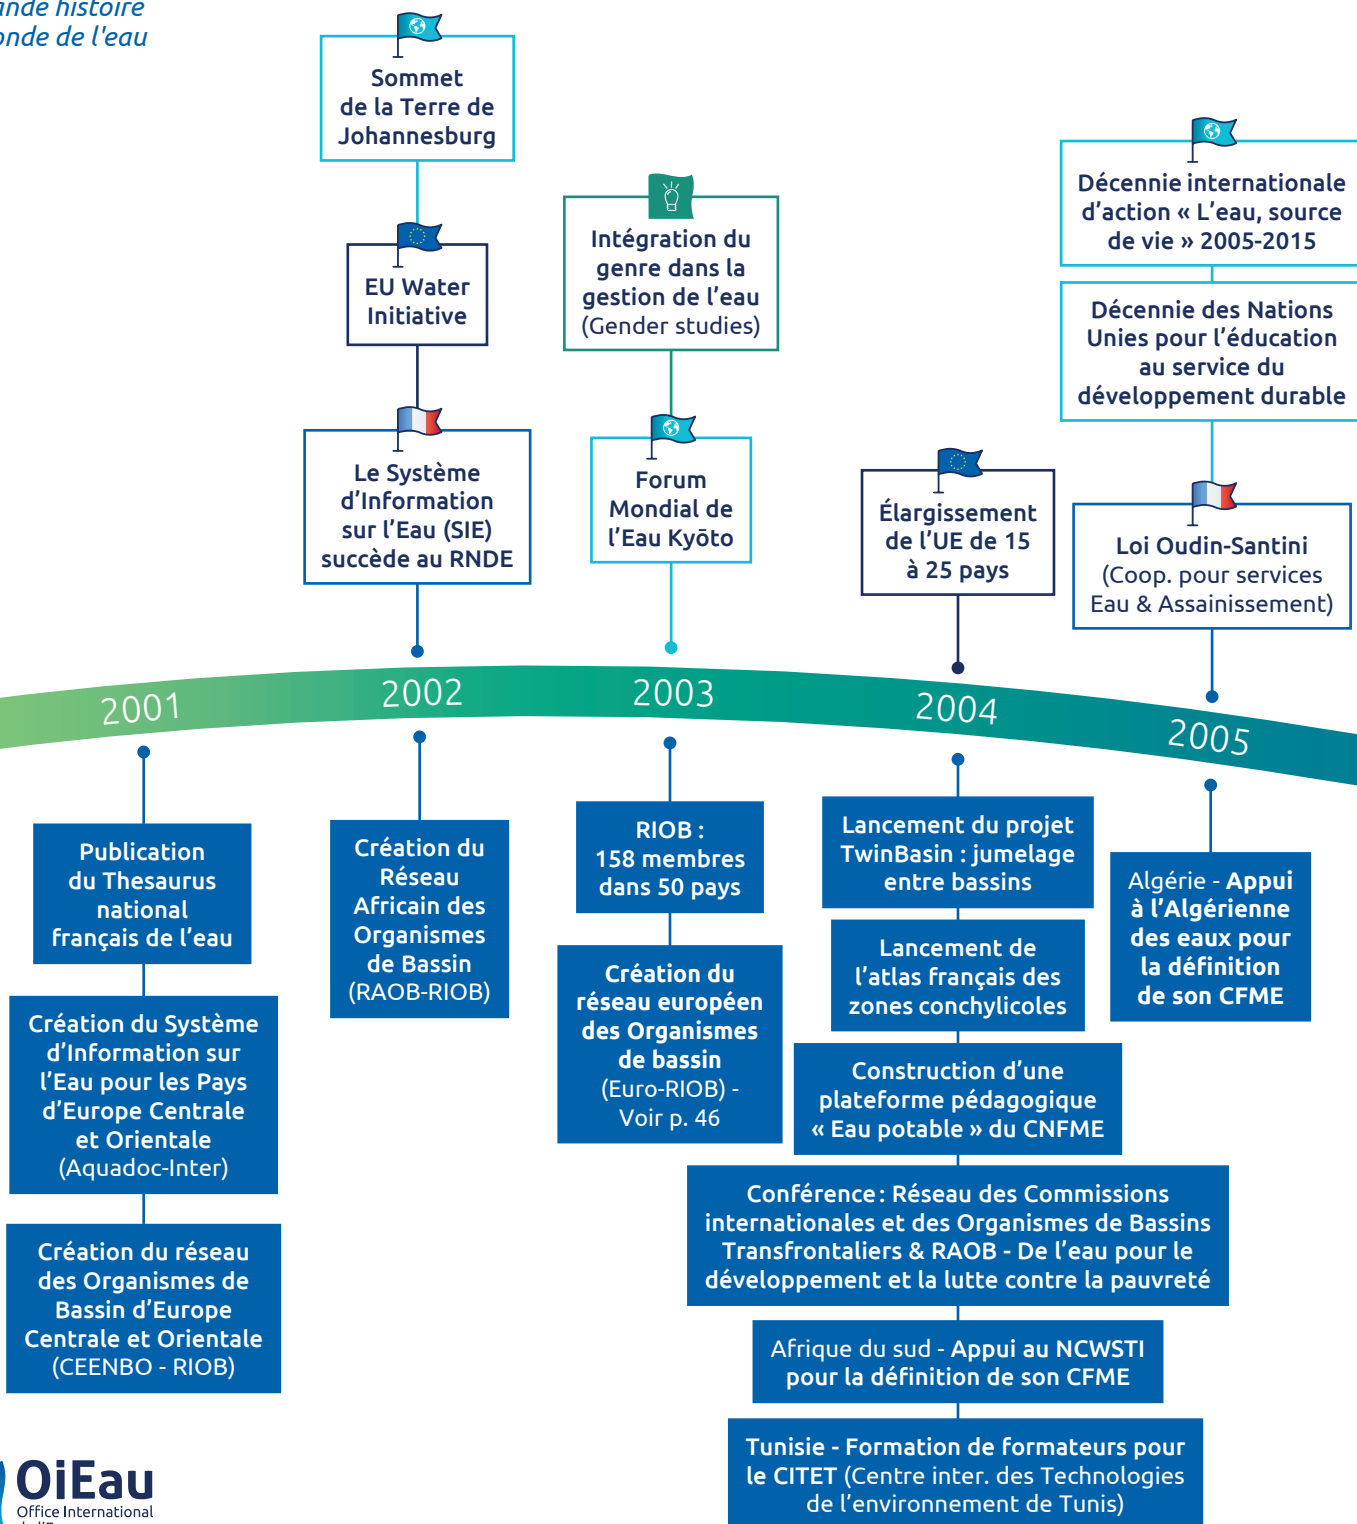 ande histoire
onde de l'eau
Sommet
de la Terre de
Johannesburg
EU Water
Initiative
Le Système
d’Information
sur l’Eau (SIE)
succède au RNDE
Intégration du
genre dans la
gestion de l’eau
(Gender studies)
Forum
Mondial de
l’Eau Kyōto
Élargissement
de l’UE de 15
à 25 pays
Décennie internationale
d’action « L’eau, source
de vie » 2005-2015
Décennie des Nations
Unies pour l’éducation
au service du
développement durable
Loi Oudin-Santini
(Coop. pour services
Eau & Assainissement)
2001
2002
2003
2004
2005
Publication
du Thesaurus
national
français de l’eau
Création du Système
d’Information sur
l’Eau pour les Pays
d’Europe Centrale
et Orientale
(Aquadoc-Inter)
Création du réseau
des Organismes de
Bassin d’Europe
Centrale et Orientale
(CEENBO - RIOB)
Création du
Réseau
Africain des
Organismes
de Bassin
(RAOB-RIOB)
RIOB :
158 membres
dans 50 pays
Création du
réseau européen
des Organismes
de bassin
(Euro-RIOB) -
Voir p. 46
Lancement du projet
TwinBasin : jumelage
entre bassins
Lancement de
l’atlas français des
zones conchylicoles
Construction d’une
plateforme pédagogique
« Eau potable » du CNFME
Conférence : Réseau des Commissions
internationales et des Organismes de Bassins
Transfrontaliers & RAOB - De l’eau pour le
développement et la lutte contre la pauvreté
Afrique du sud - Appui au NCWSTI
pour la définition de son CFME
Tunisie - Formation de formateurs pour
le CITET (Centre inter. des Technologies
de l’environnement de Tunis)
Algérie - Appui
à l’Algérienne
des eaux pour
la définition
de son CFME
OiEau
Office International